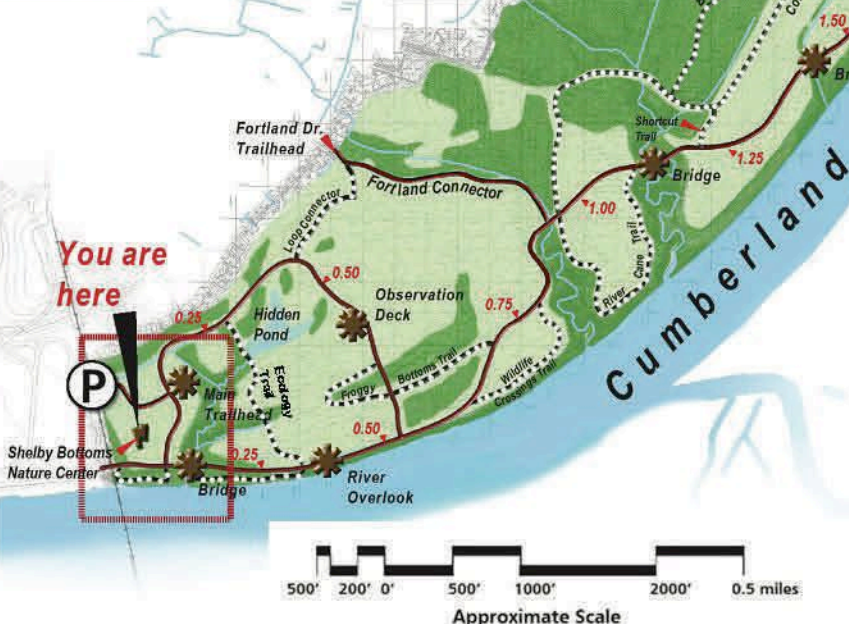 1.50
Co
B
Br
Shortcut
Trail
Fortland Dr.
Trailhead
1.25
Bridge
Fortland Connector
1.00
Loop Connector
River Cane Trail
Cumberland
You are
here
0.50
0.25
Hidden
Pond
Observation
Deck
0.75
P
Ecology
Trail
Froggy Bottoms Trail
Wildlife
Crossings Trail
Main
Trailhead
Shelby Bottoms
Nature Center
0.50
0.25
Bridge
River
Overlook
500' 200' 0' 500' 1000' 2000' 0.5 miles
Approximate Scale